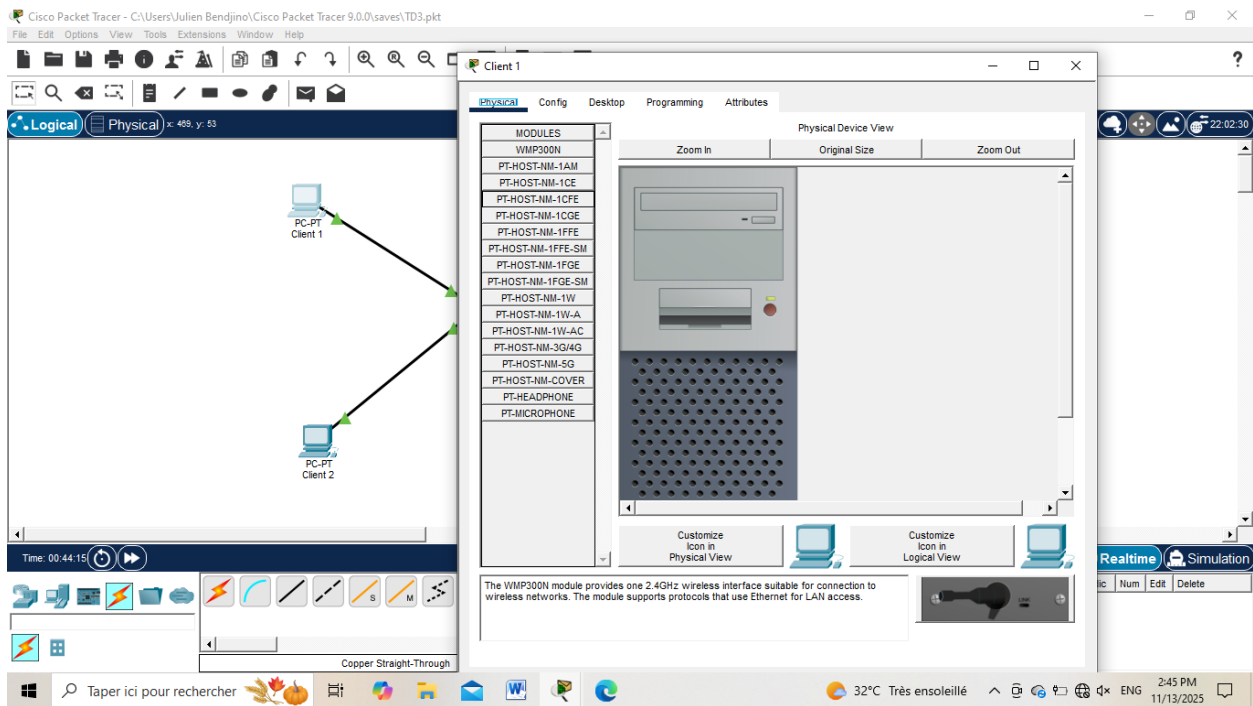 Cisco Packet Tracer - C:\Users\Julien Bendjino\Cisco Packet Tracer 9.0.0\saves\TD3.pkt
File Edit Options View Tools Extensions Window Help
?
Client 1
Physical Config Desktop Programming Attributes
Logical Physical x: 469, y: 53
22:02:30
MODULES
WMP300N
PT-HOST-NM-1AM
PT-HOST-NM-1CE
PT-HOST-NM-1CFE
PT-HOST-NM-1CGE
PT-HOST-NM-1FFE
PT-HOST-NM-1FFE-SM
PT-HOST-NM-1FGE
PT-HOST-NM-1FGE-SM
PT-HOST-NM-1W
PT-HOST-NM-1W-A
PT-HOST-NM-1W-AC
PT-HOST-NM-3G/4G
PT-HOST-NM-5G
PT-HOST-NM-COVER
PT-HEADPHONE
PT-MICROPHONE
Physical Device View
Zoom In Original Size Zoom Out
PC-PT
Client 1
PC-PT
Client 2
Customize
Icon in
Physical View
Customize
Icon in
Logical View
The WMP300N module provides one 2.4GHz wireless interface suitable for connection to
wireless networks. The module supports protocols that use Ethernet for LAN access.
Time: 00:44:15
Realtime Simulation
lic Num Edit Delete
S M
Copper Straight-Through
Taper ici pour rechercher
32°C Très ensoleillé
ENG
2:45 PM
11/13/2025